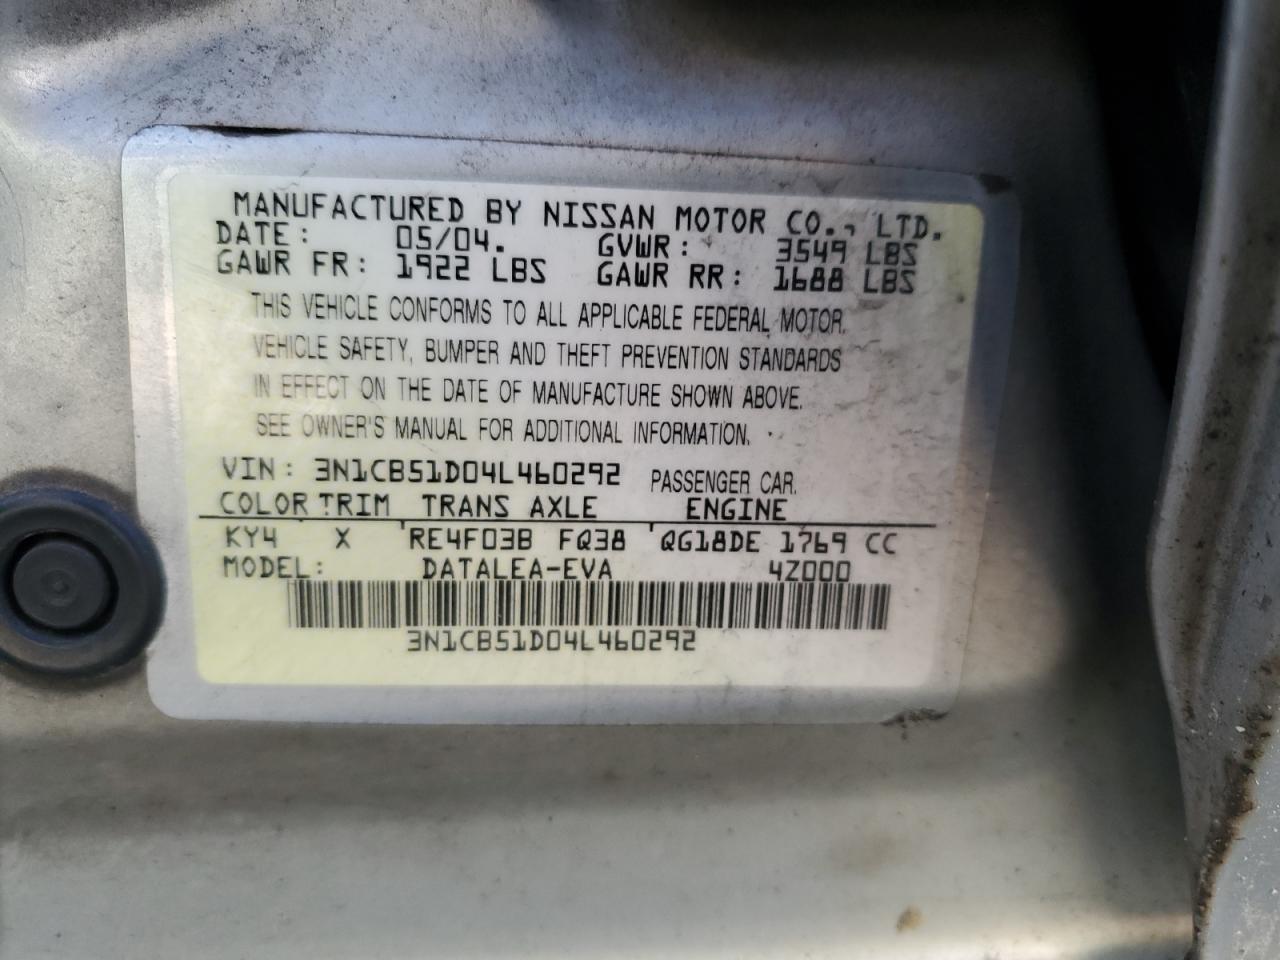 MANUFACTURED BY NISSAN MOTOR CO., LTD.
DATE: 05/04. GVWR: 3549 LBS
GAWR FR: 1922 LBS GAWR RR: 1688 LBS
THIS VEHICLE CONFORMS TO ALL APPLICABLE FEDERAL MOTOR
VEHICLE SAFETY, BUMPER AND THEFT PREVENTION STANDARDS
IN EFFECT ON THE DATE OF MANUFACTURE SHOWN ABOVE.
SEE OWNER'S MANUAL FOR ADDITIONAL INFORMATION.
VIN: 3N1CB51D04L460292 PASSENGER CAR.
COLOR TRIM TRANS AXLE ENGINE
KY4 X RE4F03B FQ38 QG18DE 1769 CC
MODEL: DATALEA-EVA 4Z000
3N1CB51D04L460292